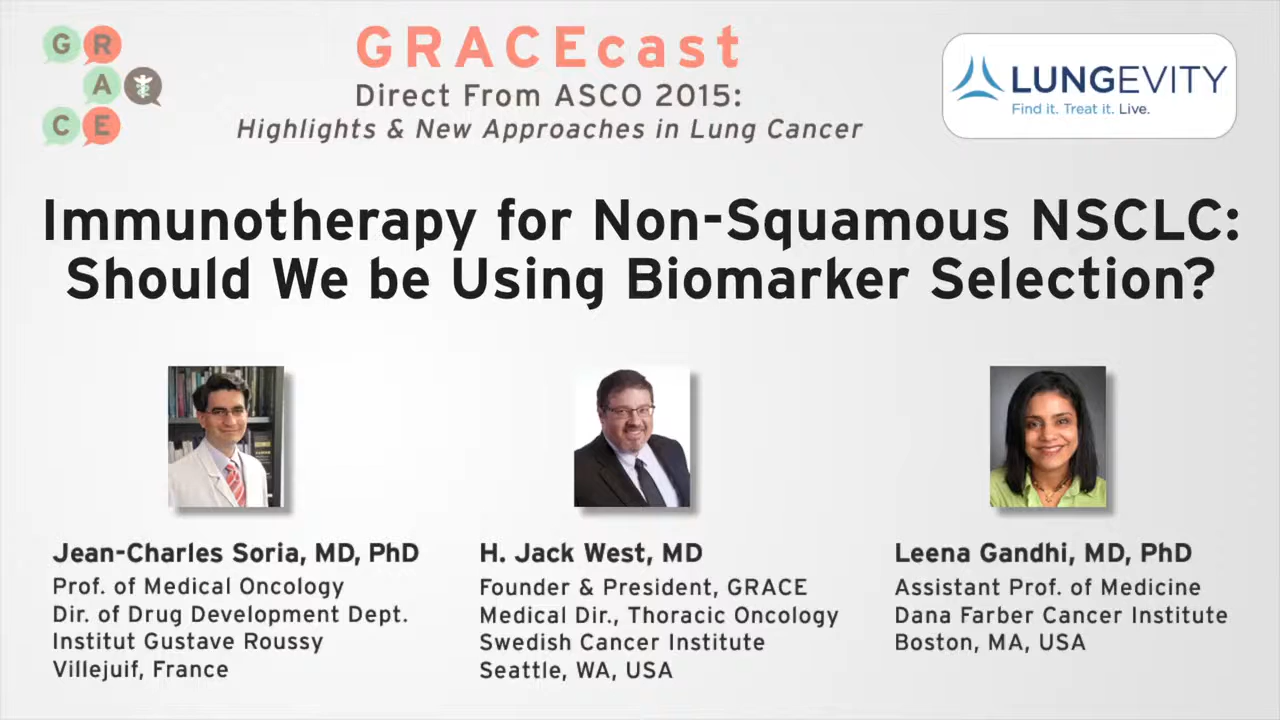 G R
A
C E
GRACEcast
Direct From ASCO 2015:
Highlights & New Approaches in Lung Cancer
LUNGEVITY
Find it. Treat it. Live.
Immunotherapy for Non-Squamous NSCLC:
Should We be Using Biomarker Selection?
Jean-Charles Soria, MD, PhD
Prof. of Medical Oncology
Dir. of Drug Development Dept.
Institut Gustave Roussy
Villejuif, France
H. Jack West, MD
Founder & President, GRACE
Medical Dir., Thoracic Oncology
Swedish Cancer Institute
Seattle, WA, USA
Leena Gandhi, MD, PhD
Assistant Prof. of Medicine
Dana Farber Cancer Institute
Boston, MA, USA